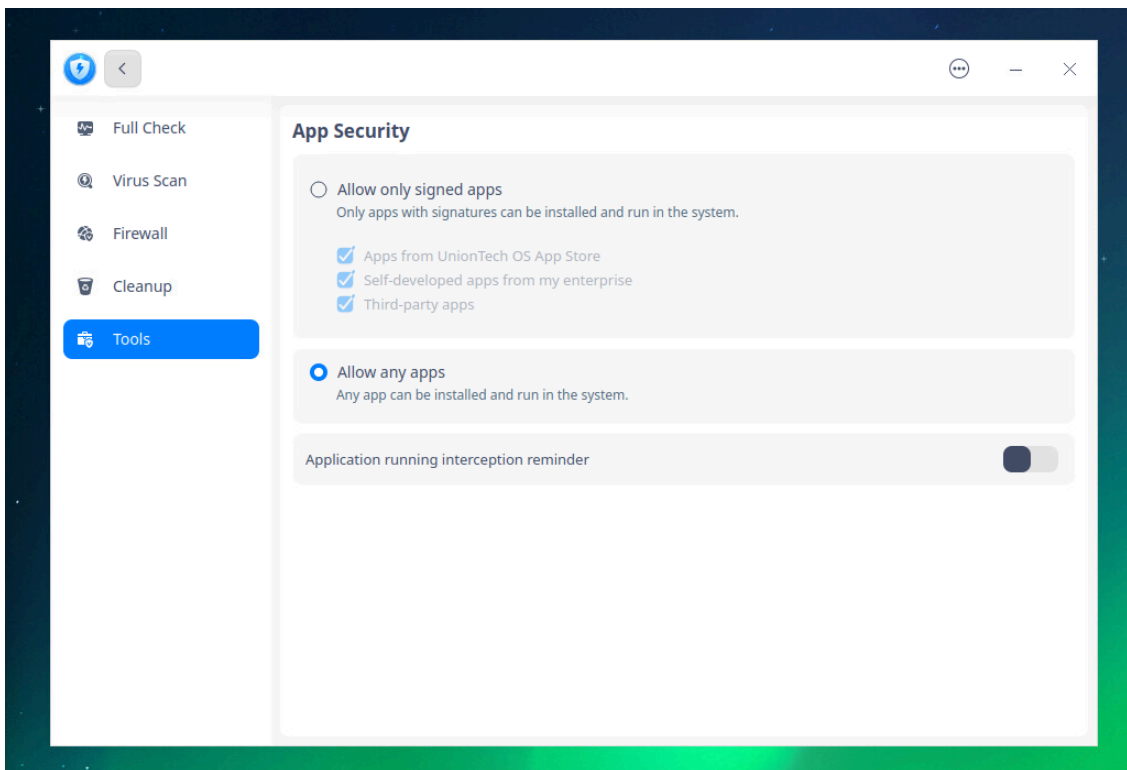 Full Check
Virus Scan
Firewall
Cleanup
Tools
App Security
Allow only signed apps
Only apps with signatures can be installed and run in the system.
Apps from UnionTech OS App Store
Self-developed apps from my enterprise
Third-party apps
Allow any apps
Any app can be installed and run in the system.
Application running interception reminder